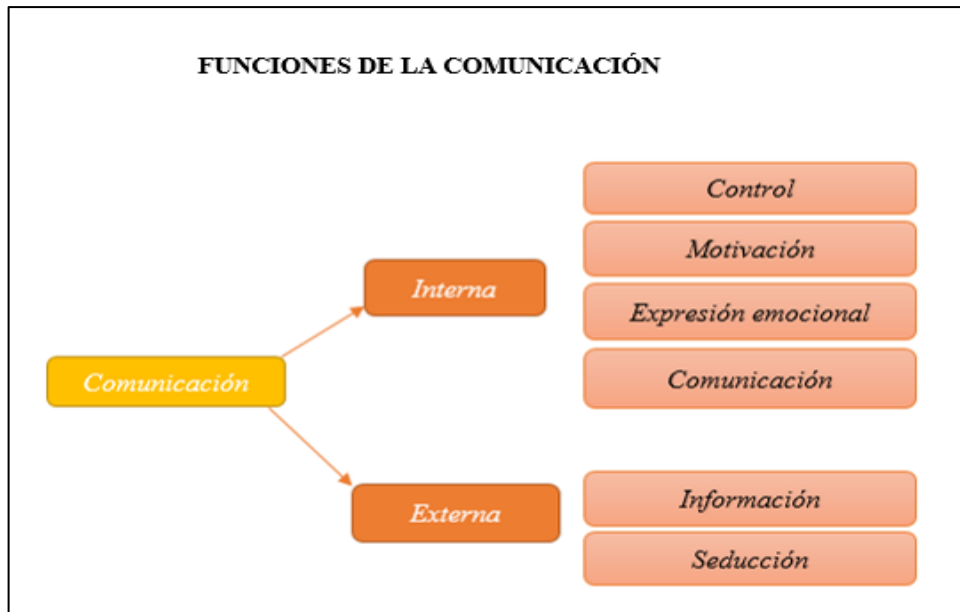 FUNCIONES DE LA COMUNICACIÓN
Comunicación
Interna
Control
Motivación
Expresión emocional
Comunicación
Externa
Información
Seducción